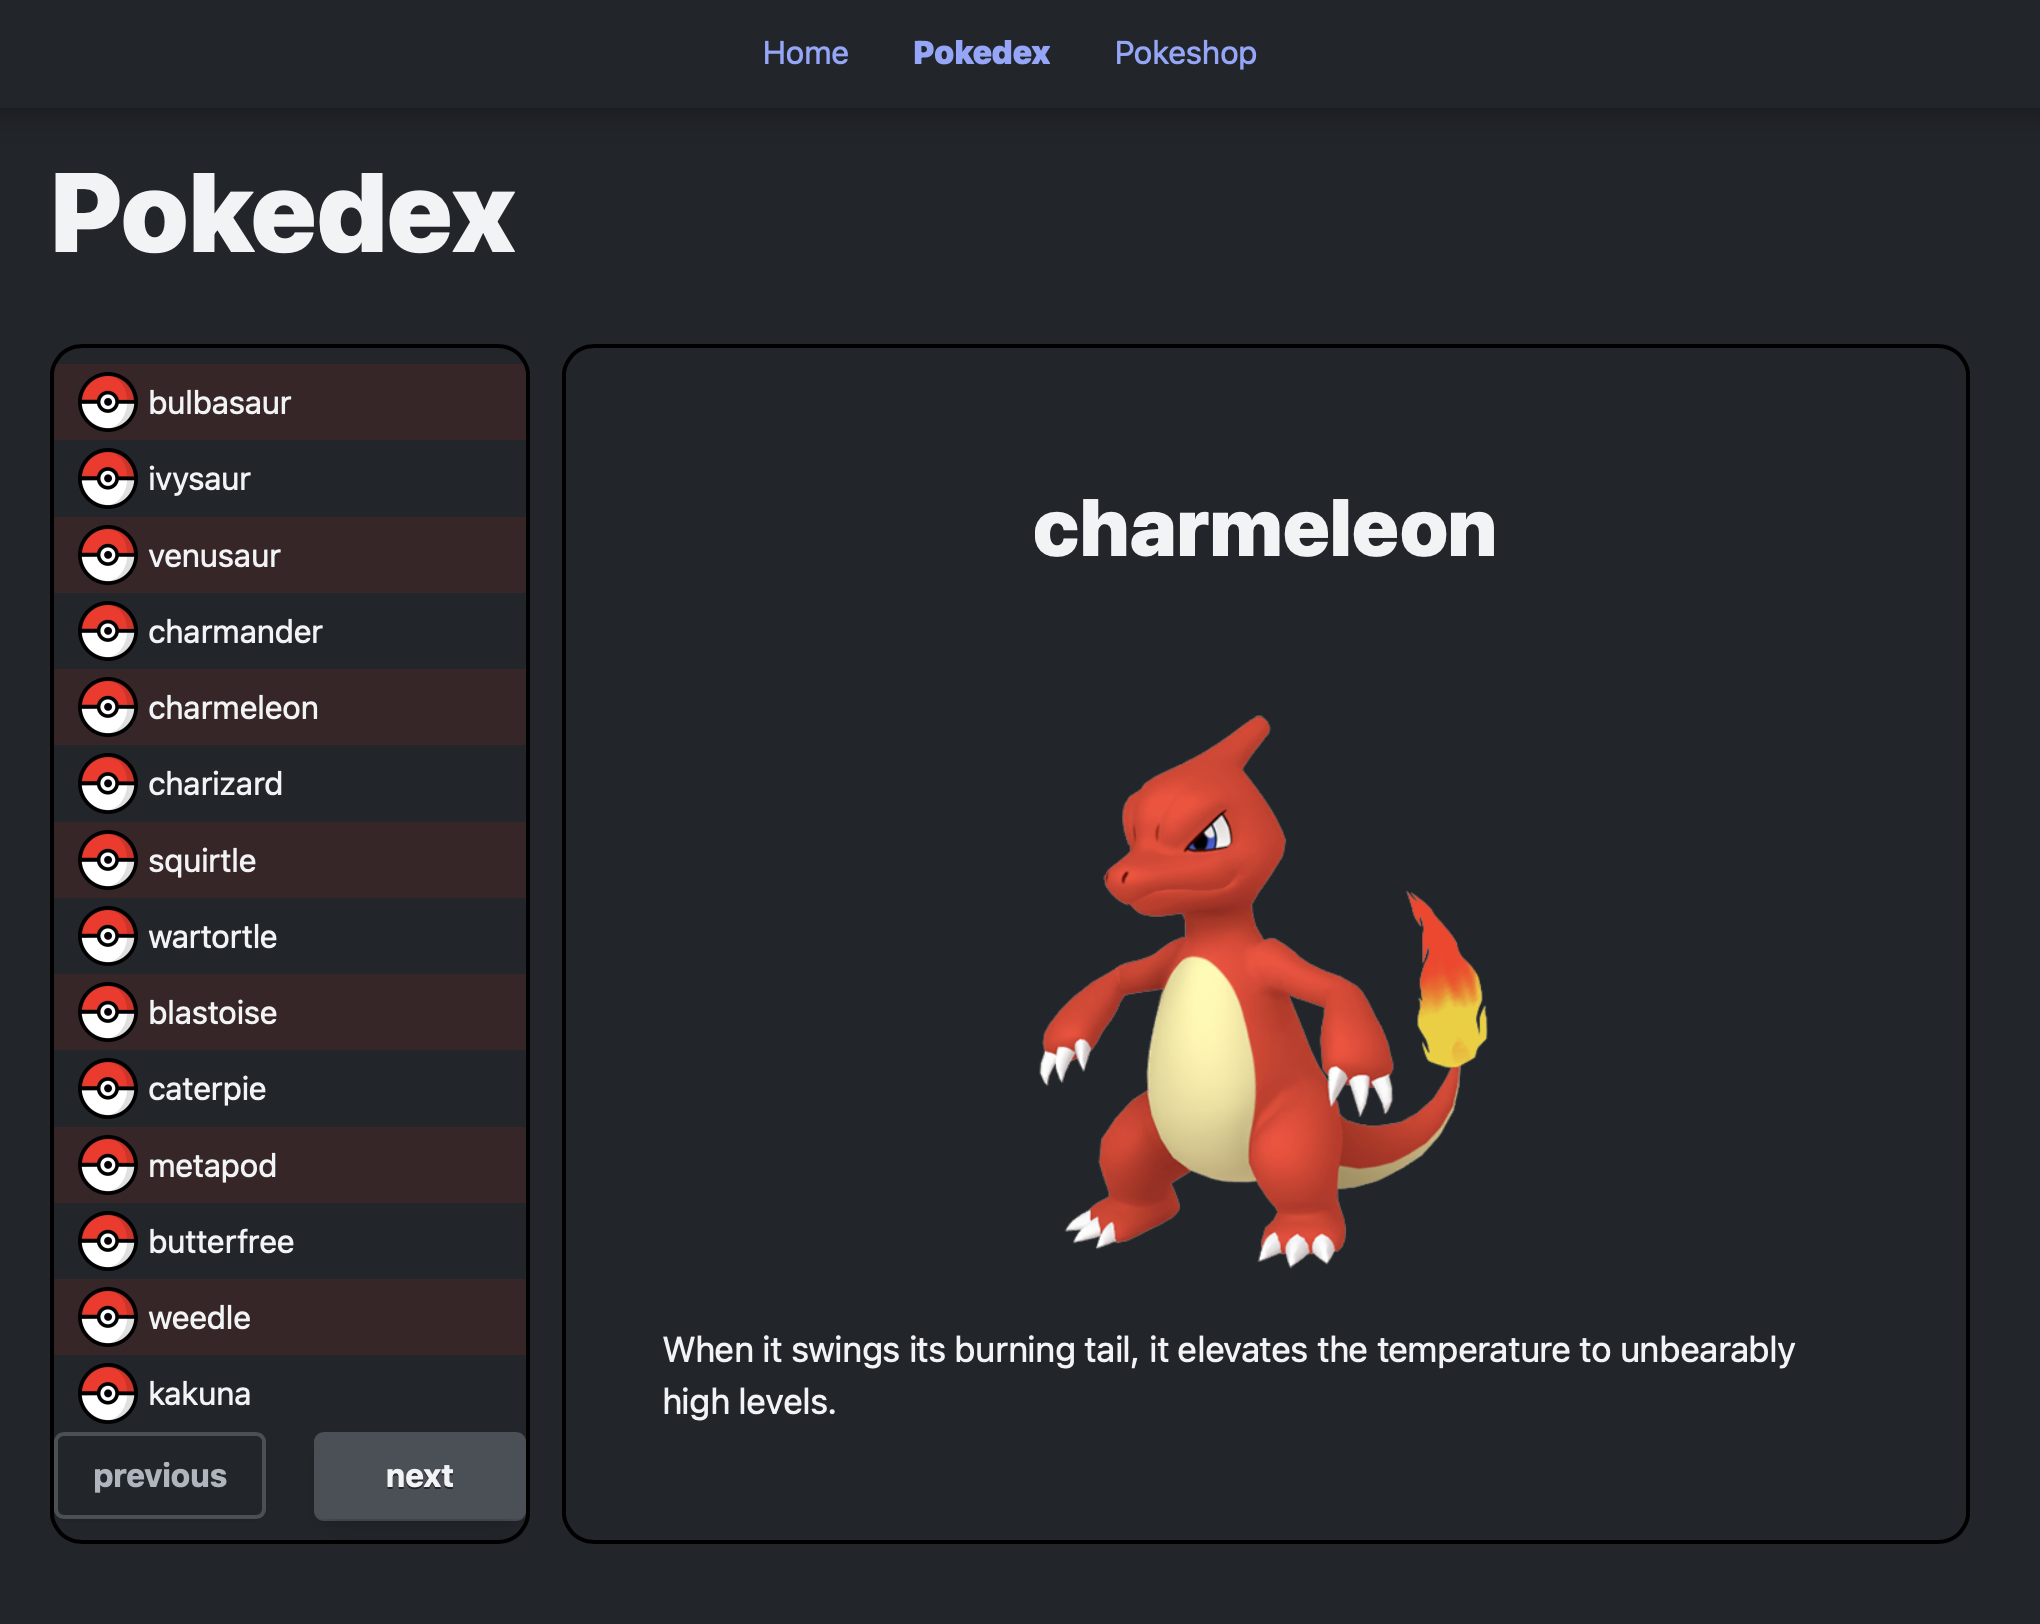 Home Pokedex Pokeshop
Pokedex
bulbasaur
ivysaur
venusaur
charmander
charmeleon
charizard
squirtle
wartortle
blastoise
caterpie
metapod
butterfree
weedle
kakuna
previous next
charmeleon
When it swings its burning tail, it elevates the temperature to unbearably
high levels.